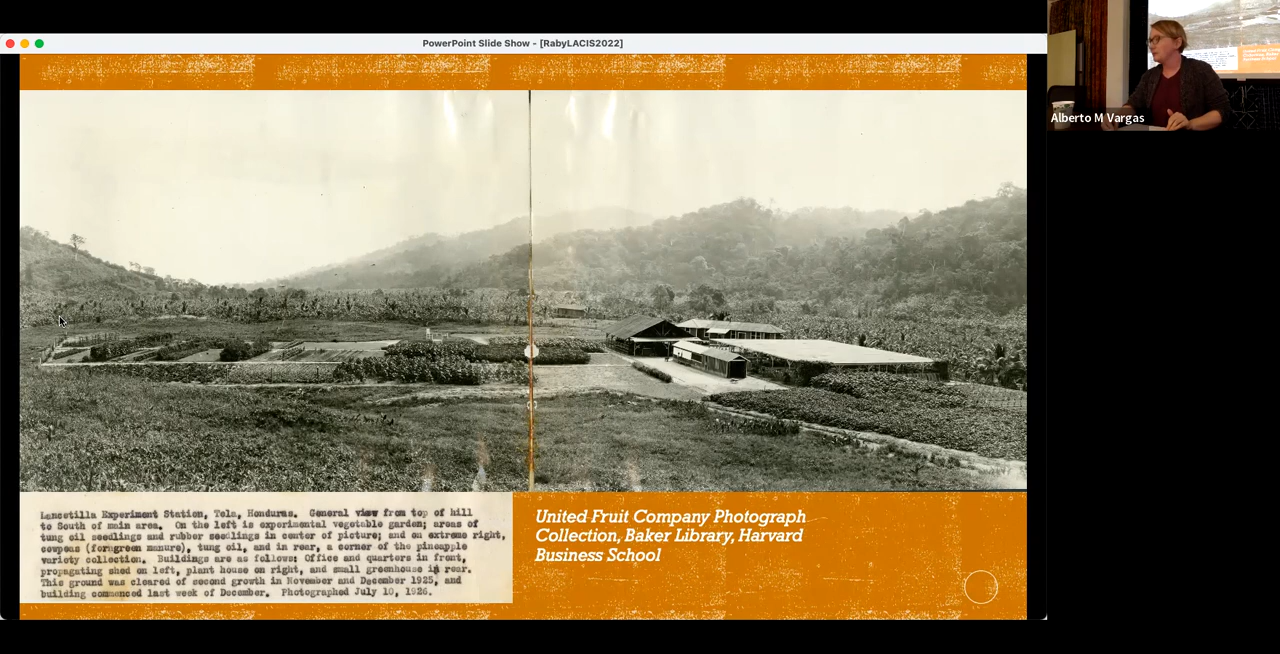 PowerPoint Slide Show - [RabyLACIS2022]
Alberto M Vargas
Lancetilla Experiment Station, Tela, Honduras. General view from top of hill
to South of main area. On the left is experimental vegetable garden; areas of
tung oil seedlings and rubber seedlings in center of picture; and on extreme right,
cowpeas (for green manure), tung oil, and in rear, a corner of the pineapple
variety collection. Buildings are as follows: Office and quarters in front,
propagating shed on left, plant house on right, and small greenhouse in rear.
This ground was cleared of second growth in November and December 1925, and
building commenced last week of December. Photographed July 10, 1926.
United Fruit Company Photograph
Collection, Baker Library, Harvard
Business School